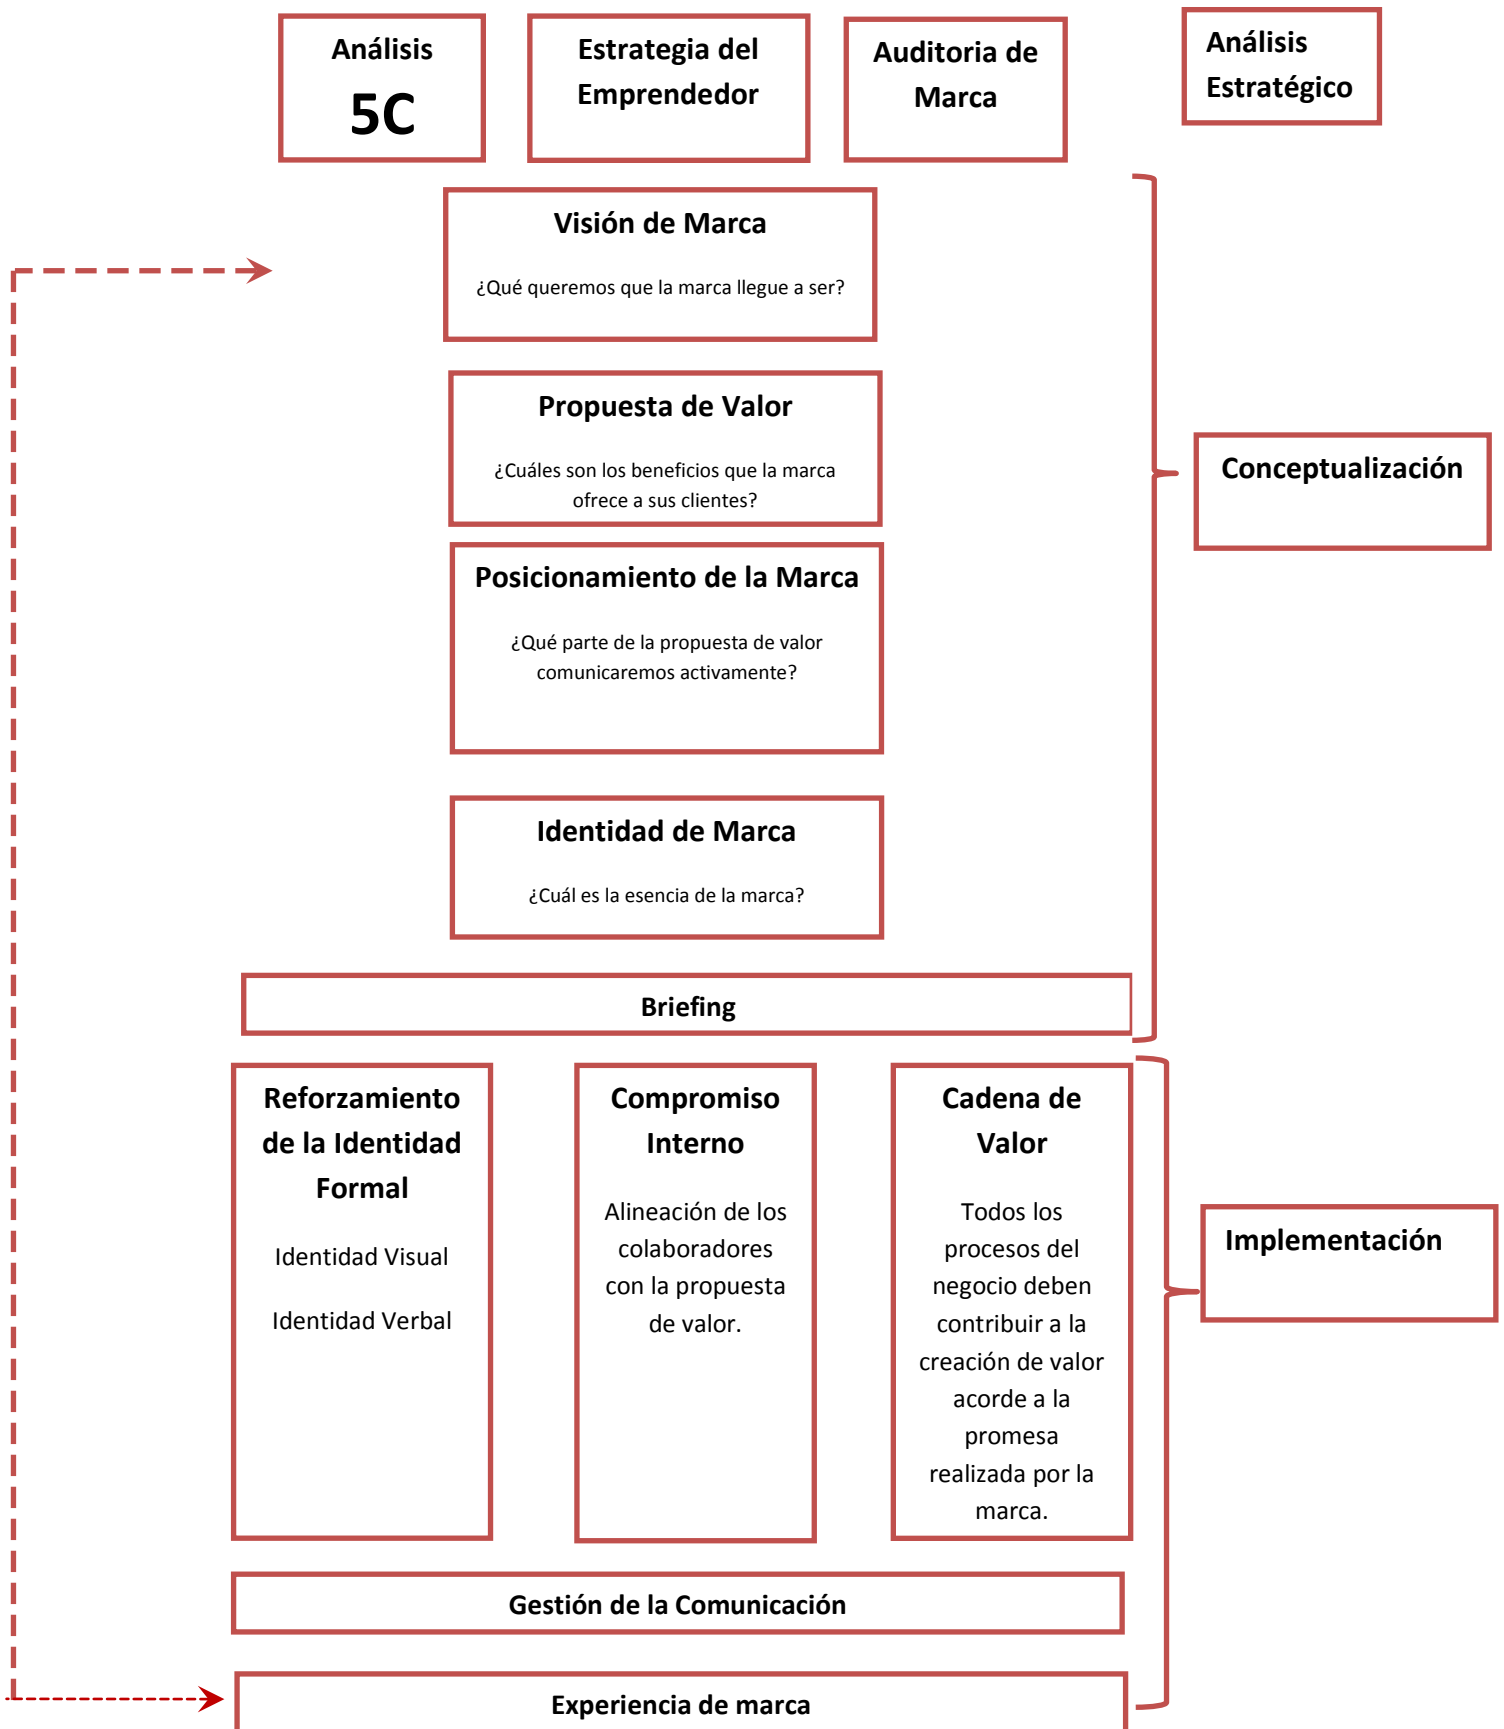 Análisis
5C
Estrategia del
Emprendedor
Auditoria de
Marca
Análisis
Estratégico
Visión de Marca
¿Qué queremos que la marca llegue a ser?
Propuesta de Valor
¿Cuáles son los beneficios que la marca
ofrece a sus clientes?
Conceptualización
Posicionamiento de la Marca
¿Qué parte de la propuesta de valor
comunicaremos activamente?
Identidad de Marca
¿Cuál es la esencia de la marca?
Briefing
Reforzamiento
de la Identidad
Formal
Identidad Visual
Identidad Verbal
Compromiso
Interno
Alineación de los
colaboradores
con la propuesta
de valor.
Cadena de
Valor
Todos los
procesos del
negocio deben
contribuir a la
creación de valor
acorde a la
promesa
realizada por la
marca.
Implementación
Gestión de la Comunicación
Experiencia de marca